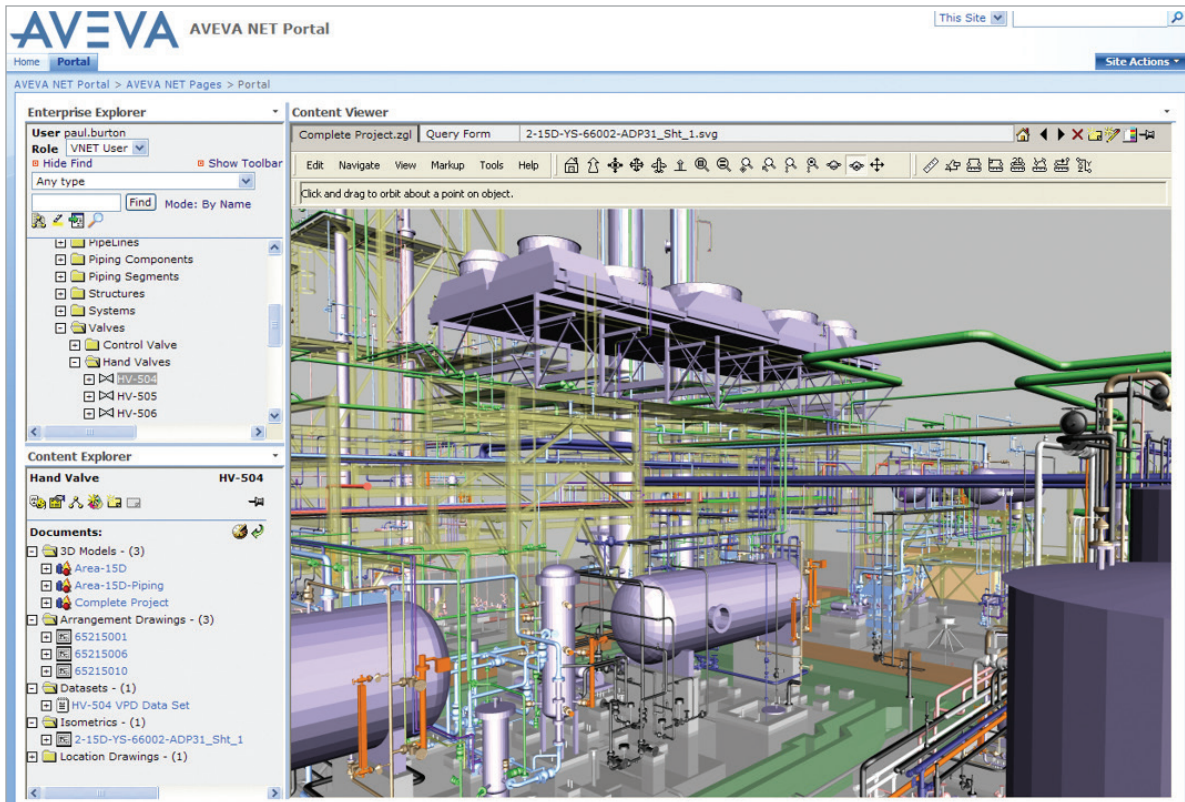 AVEVA AVEVA NET Portal
This Site
Home Portal
Site Actions
AVEVA NET Portal > AVEVA NET Pages > Portal
Enterprise Explorer
User paul.burton
Role VNET User
Hide Find Show Toolbar
Any type
Find Mode: By Name
PipeLines
Piping Components
Piping Segments
Structures
Systems
Valves
Control Valve
Hand Valves
HV-504
HV-505
HV-506
Content Explorer
Hand Valve HV-504
Documents:
3D Models - (3)
Area-15D
Area-15D-Piping
Complete Project
Arrangement Drawings - (3)
65215001
65215006
65215010
Datasets - (1)
HV-504 VPD Data Set
Isometrics - (1)
2-15D-YS-66002-ADP31_Sht_1
Location Drawings - (1)
Content Viewer
Complete Project.zgl Query Form 2-15D-YS-66002-ADP31_Sht_1.svg
Edit Navigate View Markup Tools Help
Click and drag to orbit about a point on object.